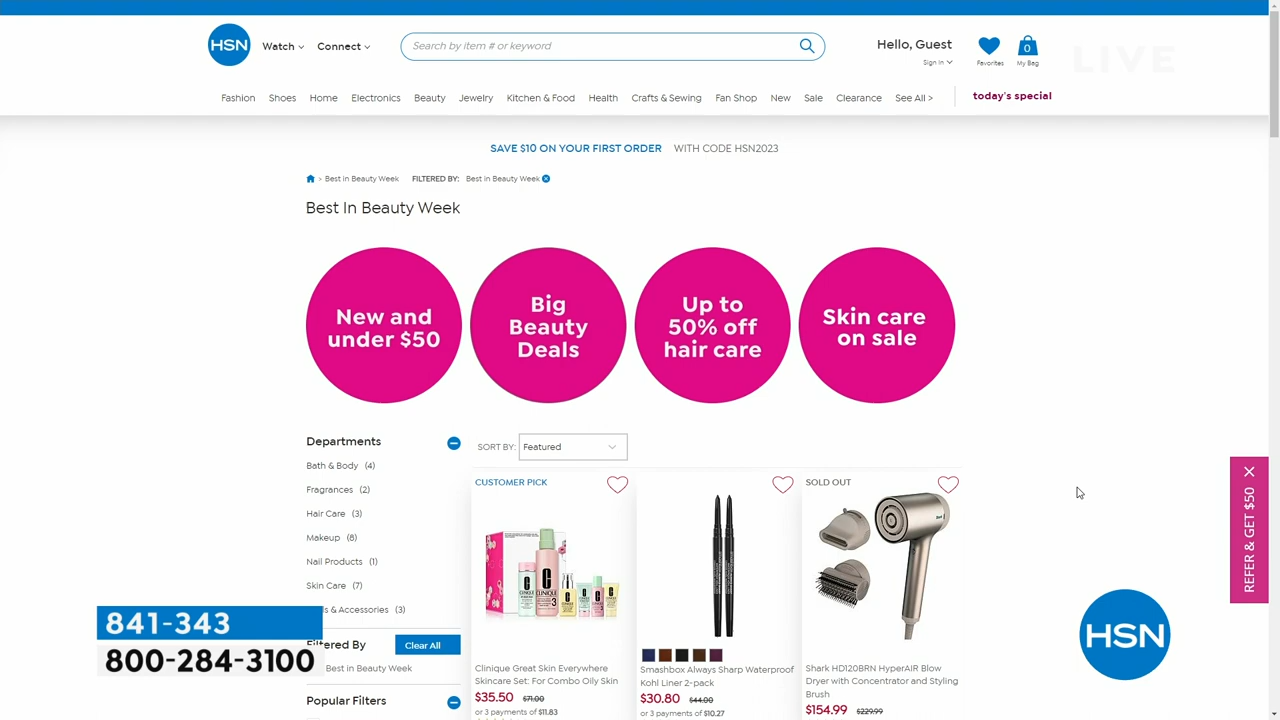 HSN
Watch
Connect
Search by item # or keyword
Hello, Guest
Sign In
Favorites
0
My Bag
LIVE
Fashion
Shoes
Home
Electronics
Beauty
Jewelry
Kitchen & Food
Health
Crafts & Sewing
Fan Shop
New
Sale
Clearance
See All >
today's special
SAVE $10 ON YOUR FIRST ORDER WITH CODE HSN2023
> Best in Beauty Week FILTERED BY: Best in Beauty Week
Best In Beauty Week
New and
under $50
Big
Beauty
Deals
Up to
50% off
hair care
Skin care
on sale
Departments
Bath & Body (4)
Fragrances (2)
Hair Care (3)
Makeup (8)
Nail Products (1)
Skin Care (7)
& Accessories (3)
Filtered By
Clear All
Best in Beauty Week
Popular Filters
SORT BY: Featured
CUSTOMER PICK
CLINIQUE
3
Clinique Great Skin Everywhere
Skincare Set: For Combo Oily Skin
$35.50 $71.00
or 3 payments of $11.83
Smashbox Always Sharp Waterproof
Kohl Liner 2-pack
$30.80 $44.00
or 3 payments of $10.27
SOLD OUT
Shark HD120BRN HyperAIR Blow
Dryer with Concentrator and Styling
Brush
$154.99 $229.99
REFER & GET $50
841-343
800-284-3100
HSN